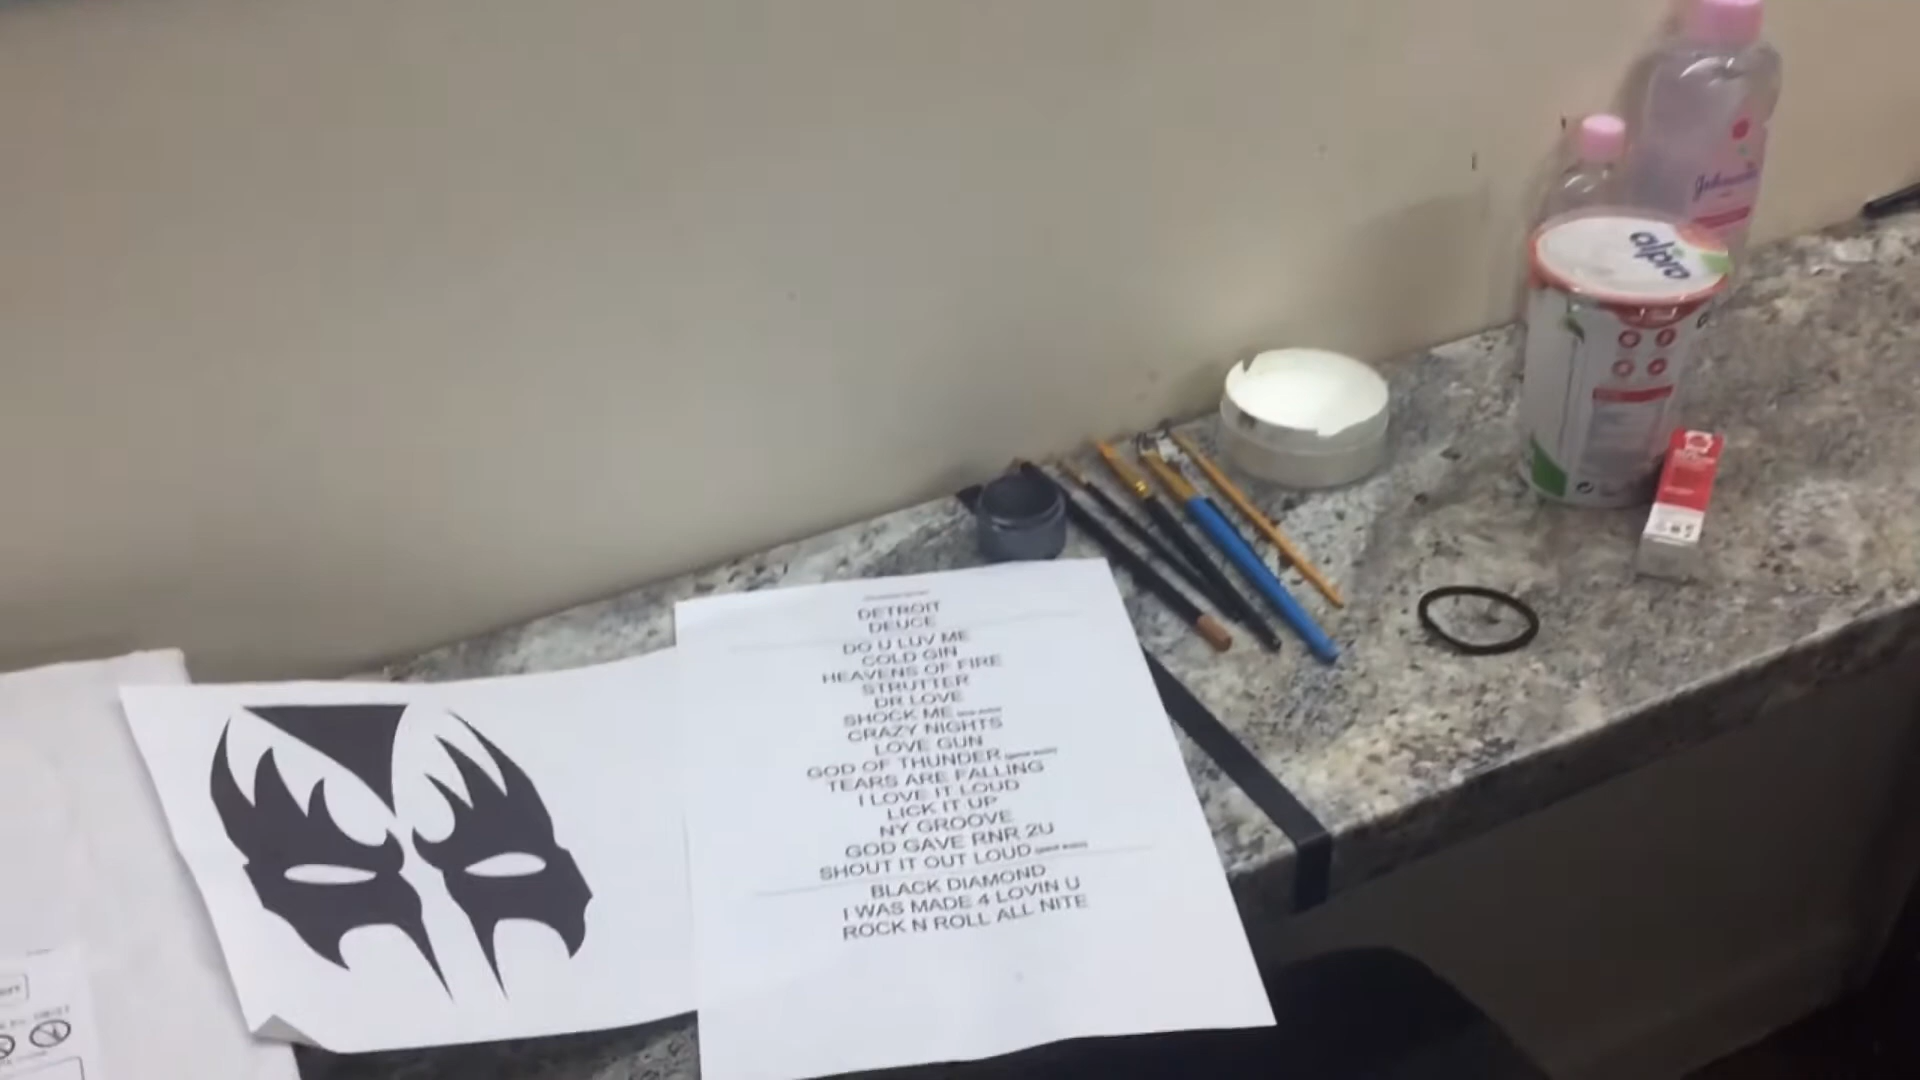 DETROIT
DEUCE
DO U LUV ME
COLD GIN
HEAVENS OF FIRE
STRUTTER
DR LOVE
SHOCK ME
CRAZY NIGHTS
LOVE GUN
GOD OF THUNDER
TEARS ARE FALLING
I LOVE IT LOUD
LICK IT UP
NY GROOVE
GOD GAVE RNR 2U
SHOUT IT OUT LOUD
BLACK DIAMOND
I WAS MADE 4 LOVIN U
ROCK N ROLL ALL NITE
alpro
Johnson's